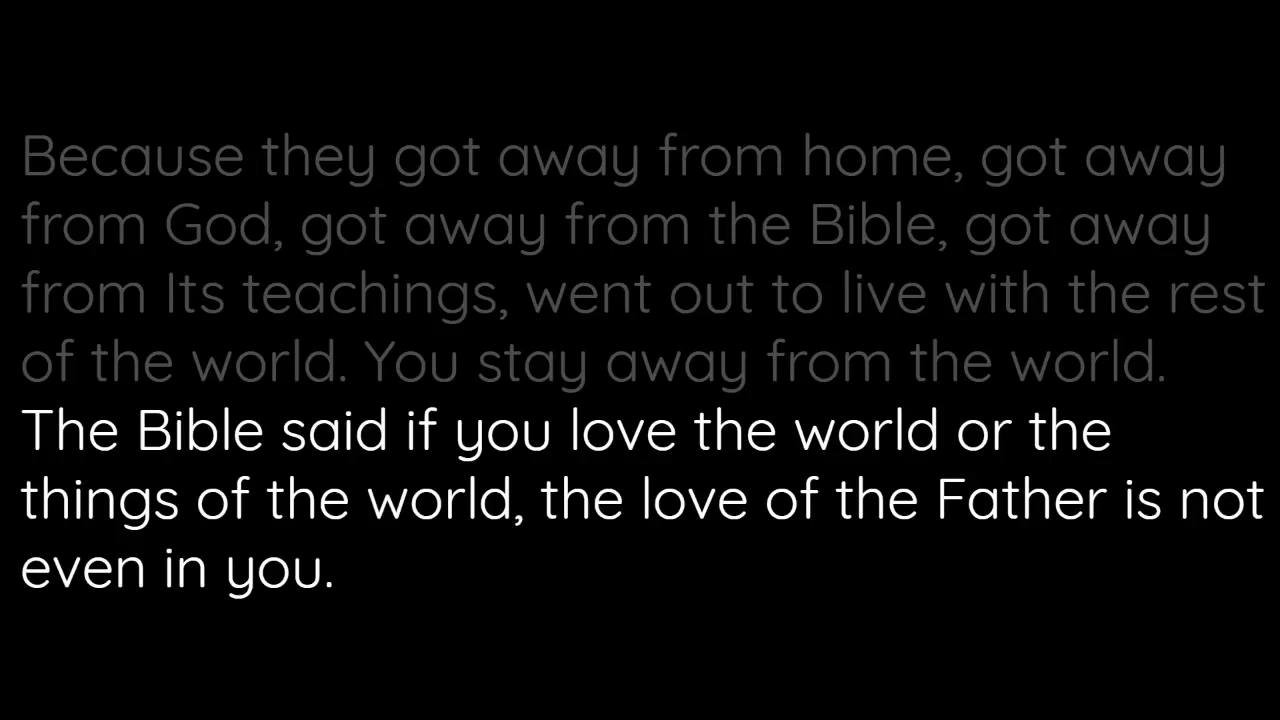 Because they got away from home, got away
from God, got away from the Bible, got away
from Its teachings, went out to live with the rest
of the world. You stay away from the world.
The Bible said if you love the world or the
things of the world, the love of the Father is not
even in you.